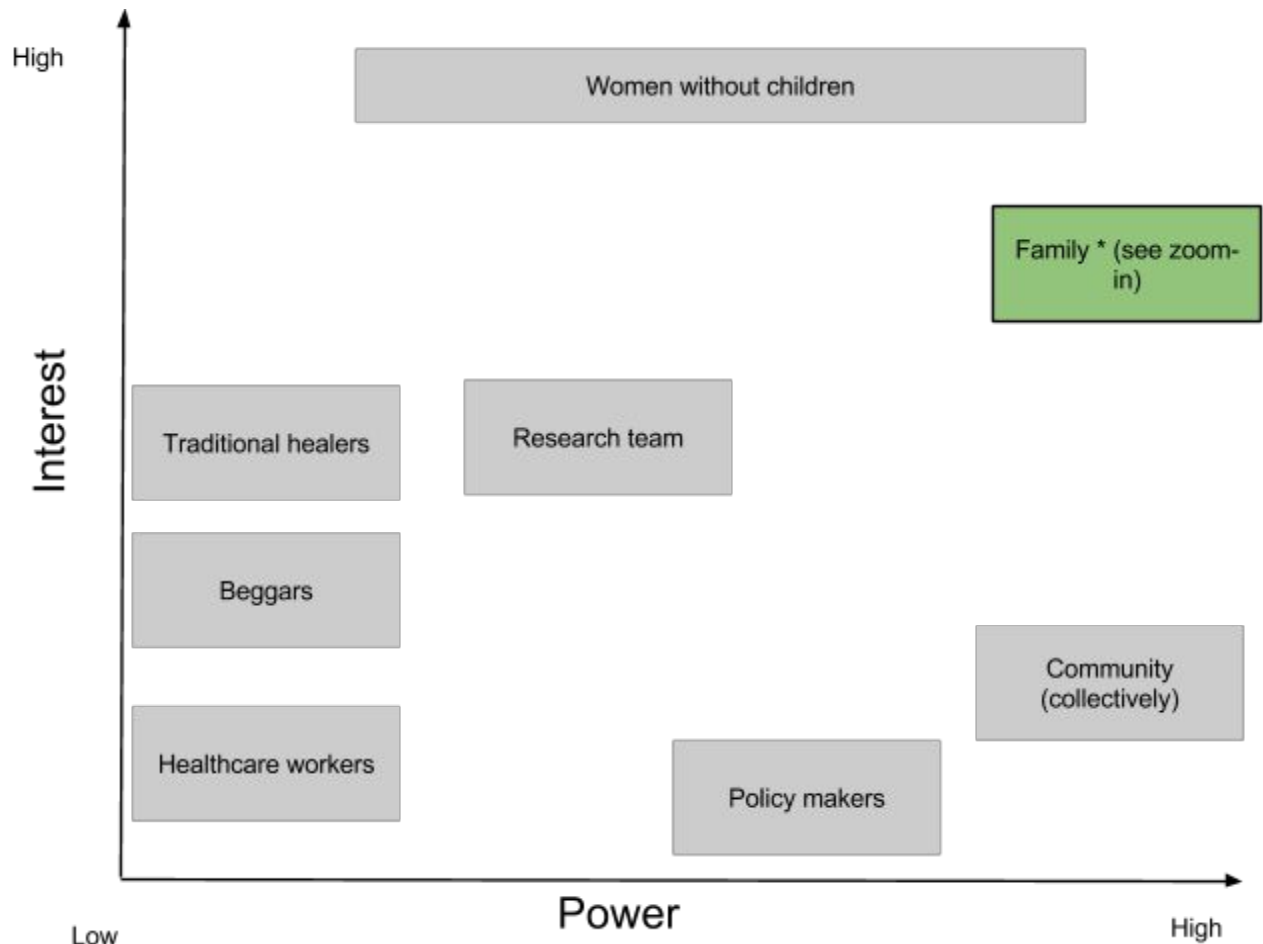 High
Women without children
Family * (see zoom-
in)
Interest
Traditional healers
Research team
Beggars
Community
(collectively)
Healthcare workers
Policy makers
Power
High
Low